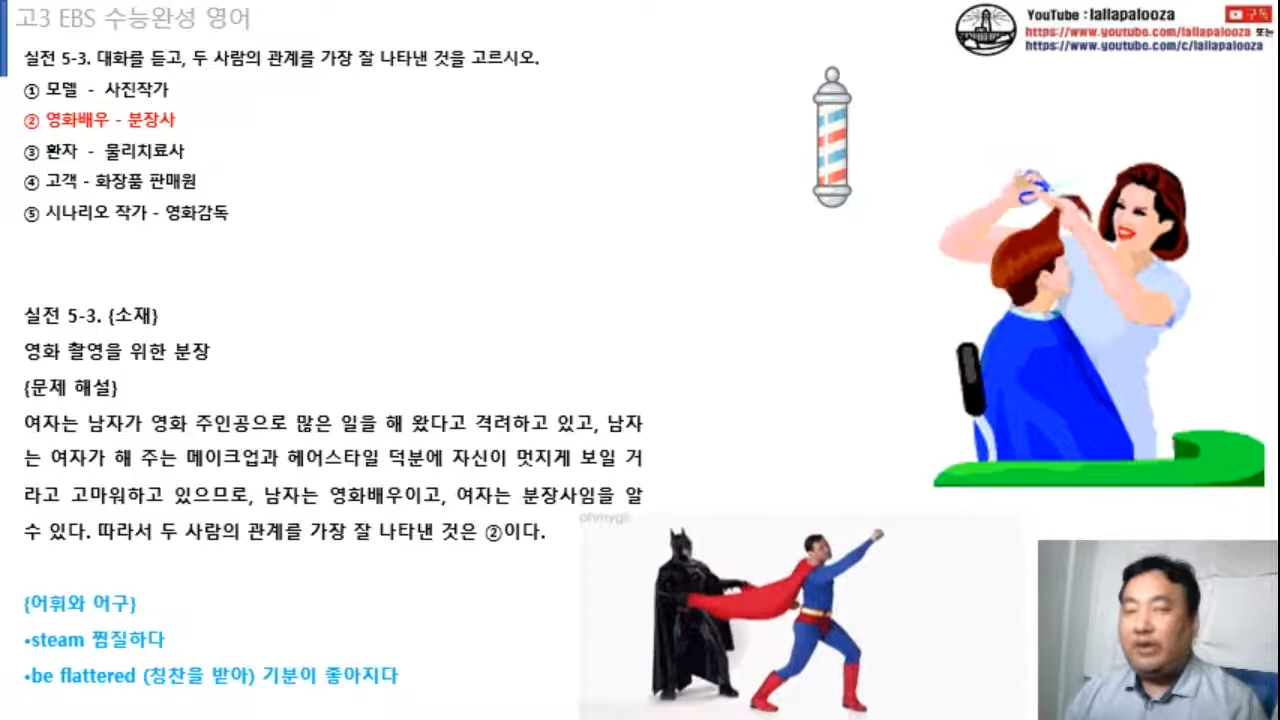 고3 EBS 수능완성 영어
YouTube : lallapalooza
구독
https://www.youtube.com/lallapalooza 또는
https://www.youtube.com/c/lallapalooza
실전 5-3. 대화를 듣고, 두 사람의 관계를 가장 잘 나타낸 것을 고르시오.
① 모델 - 사진작가
② 영화배우 - 분장사
③ 환자 - 물리치료사
④ 고객 - 화장품 판매원
⑤ 시나리오 작가 - 영화감독
실전 5-3. {소재}
영화 촬영을 위한 분장
{문제 해설}
여자는 남자가 영화 주인공으로 많은 일을 해 왔다고 격려하고 있고, 남자
는 여자가 해 주는 메이크업과 헤어스타일 덕분에 자신이 멋지게 보일 거
라고 고마워하고 있으므로, 남자는 영화배우이고, 여자는 분장사임을 알
수 있다. 따라서 두 사람의 관계를 가장 잘 나타낸 것은 ②이다.
{어휘와 어구}
•steam 찜질하다
•be flattered (칭찬을 받아) 기분이 좋아지다